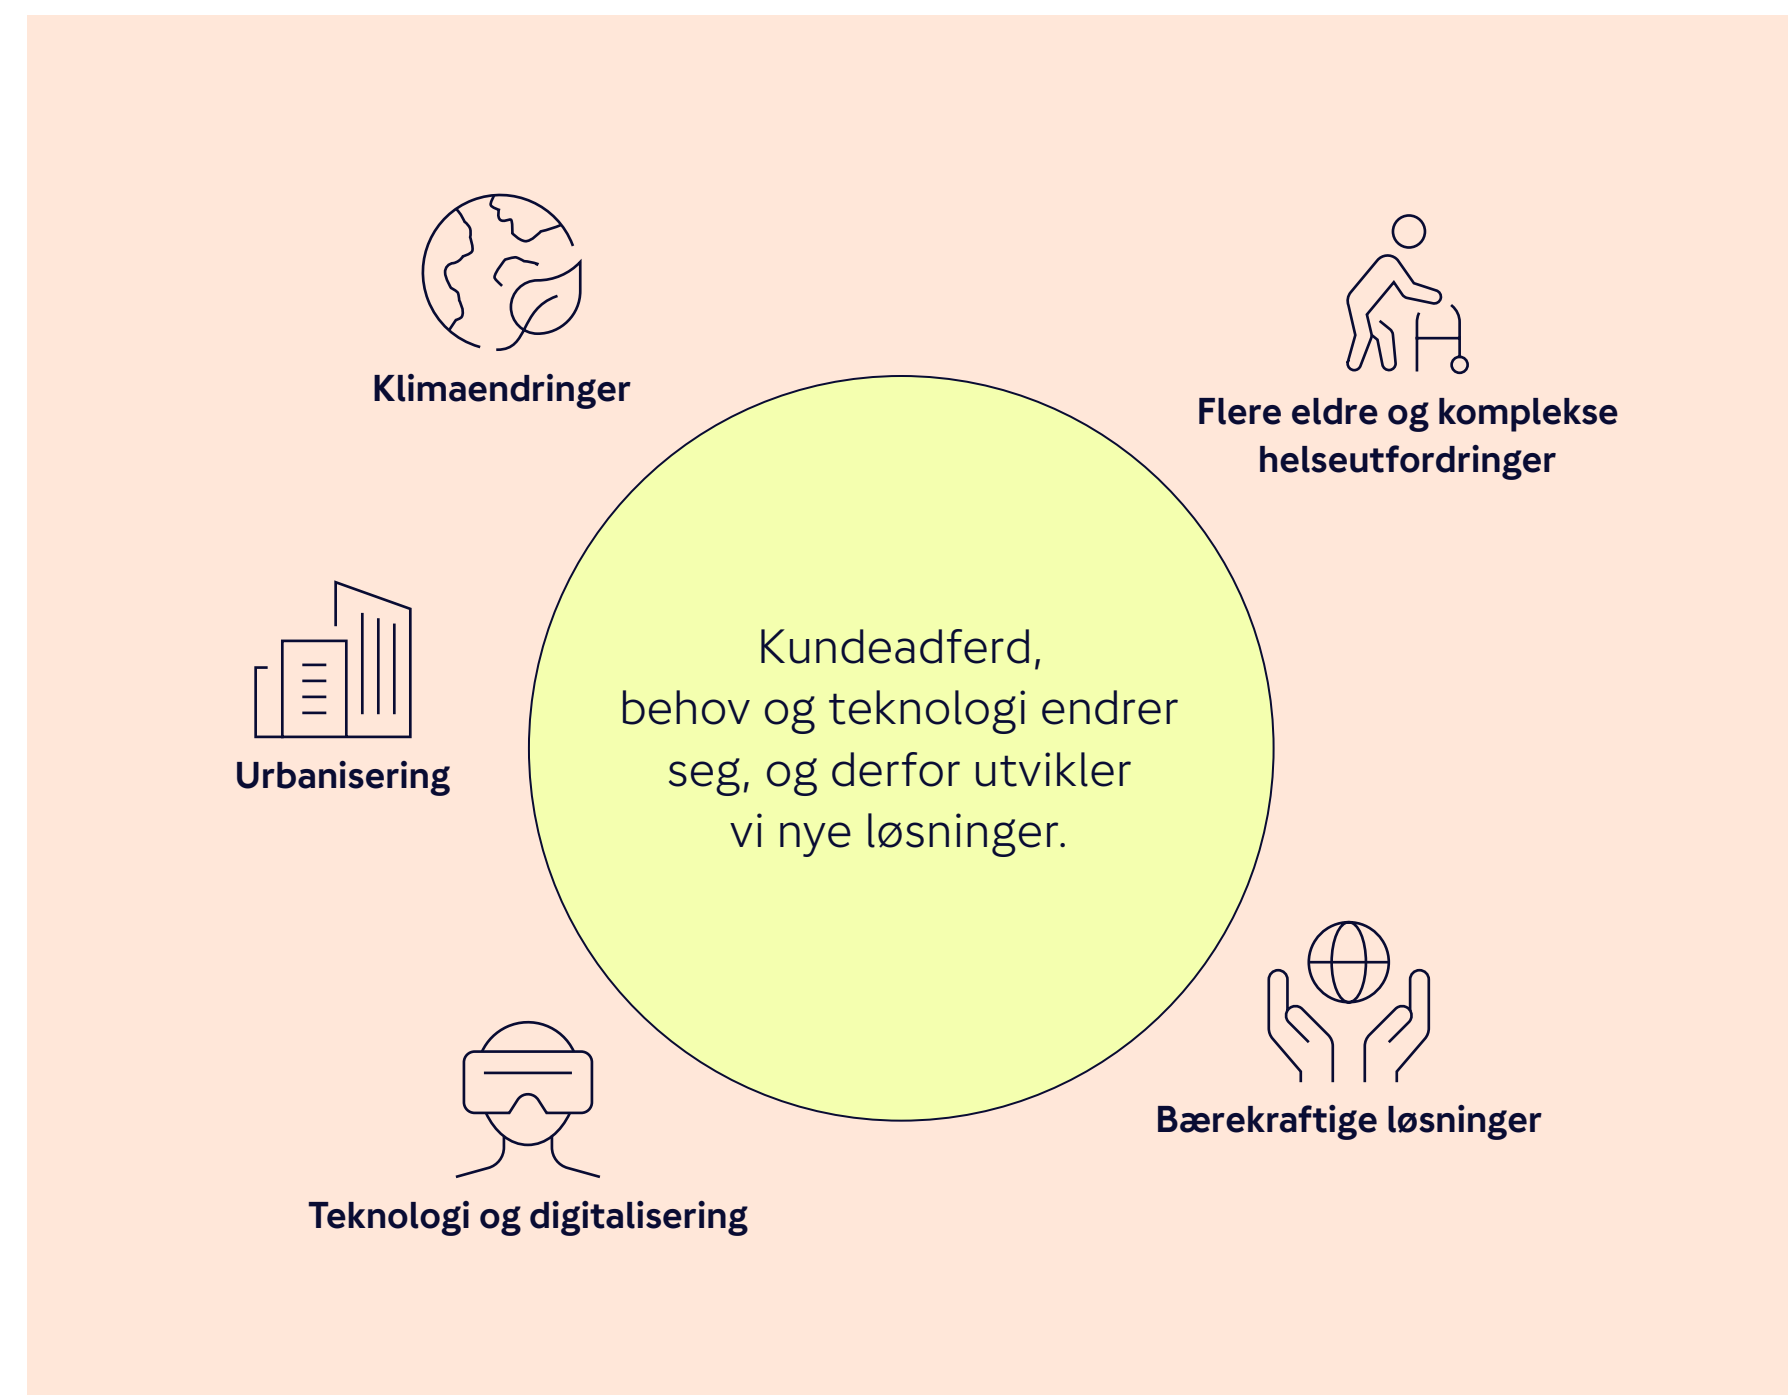 Klimaendringer
Flere eldre og komplekse
helseutfordringer
Urbanisering
Kundeadferd,
behov og teknologi endrer
seg, og derfor utvikler
vi nye løsninger.
Bærekraftige løsninger
Teknologi og digitalisering